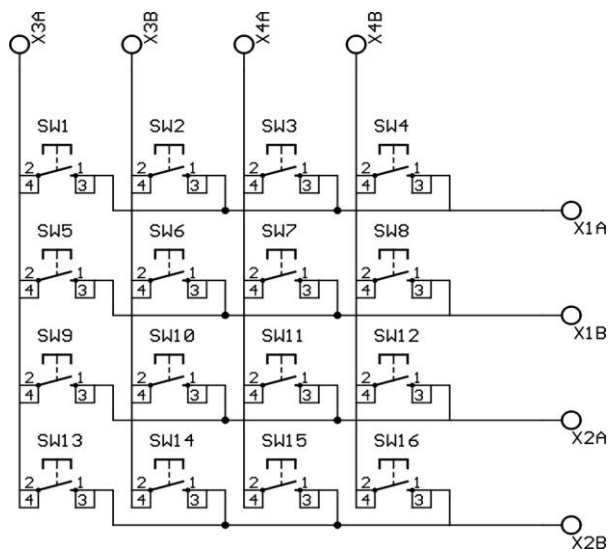 X3A X3B X4A X4B
SW1 SW2 SW3 SW4
2 1 2 1 2 1 2 1
4 3 4 3 4 3 4 3
X1A
SW5 SW6 SW7 SW8
2 1 2 1 2 1 2 1
4 3 4 3 4 3 4 3
X1B
SW9 SW10 SW11 SW12
2 1 2 1 2 1 2 1
4 3 4 3 4 3 4 3
X2A
SW13 SW14 SW15 SW16
2 1 2 1 2 1 2 1
4 3 4 3 4 3 4 3
X2B